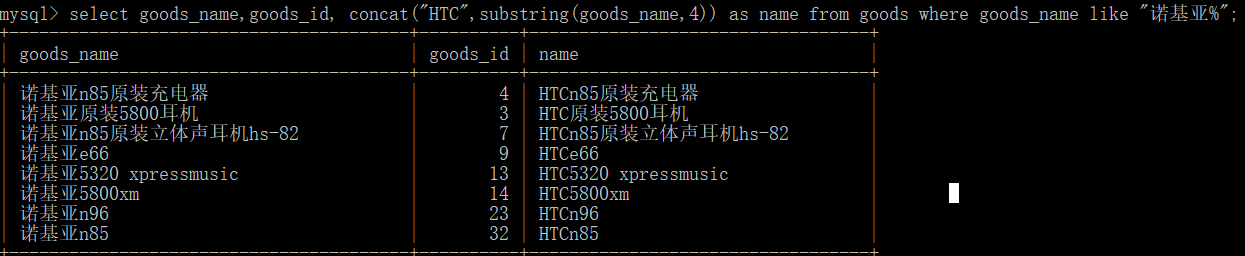 mysql> select goods_name,goods_id, concat("HTC",substring(goods_name,4)) as name from goods where goods_name like "诺基亚%";
+----------------------------------------+----------+----------------------------------+
| goods_name | goods_id | name |
+----------------------------------------+----------+----------------------------------+
| 诺基亚n85原装充电器 | 4 | HTCn85原装充电器 |
| 诺基亚原装5800耳机 | 3 | HTC原装5800耳机 |
| 诺基亚n85原装立体声耳机hs-82 | 7 | HTCn85原装立体声耳机hs-82 |
| 诺基亚e66 | 9 | HTCe66 |
| 诺基亚5320 xpressmusic | 13 | HTC5320 xpressmusic |
| 诺基亚5800xm | 14 | HTC5800xm |
| 诺基亚n96 | 23 | HTCn96 |
| 诺基亚n85 | 32 | HTCn85 |
+----------------------------------------+----------+----------------------------------+